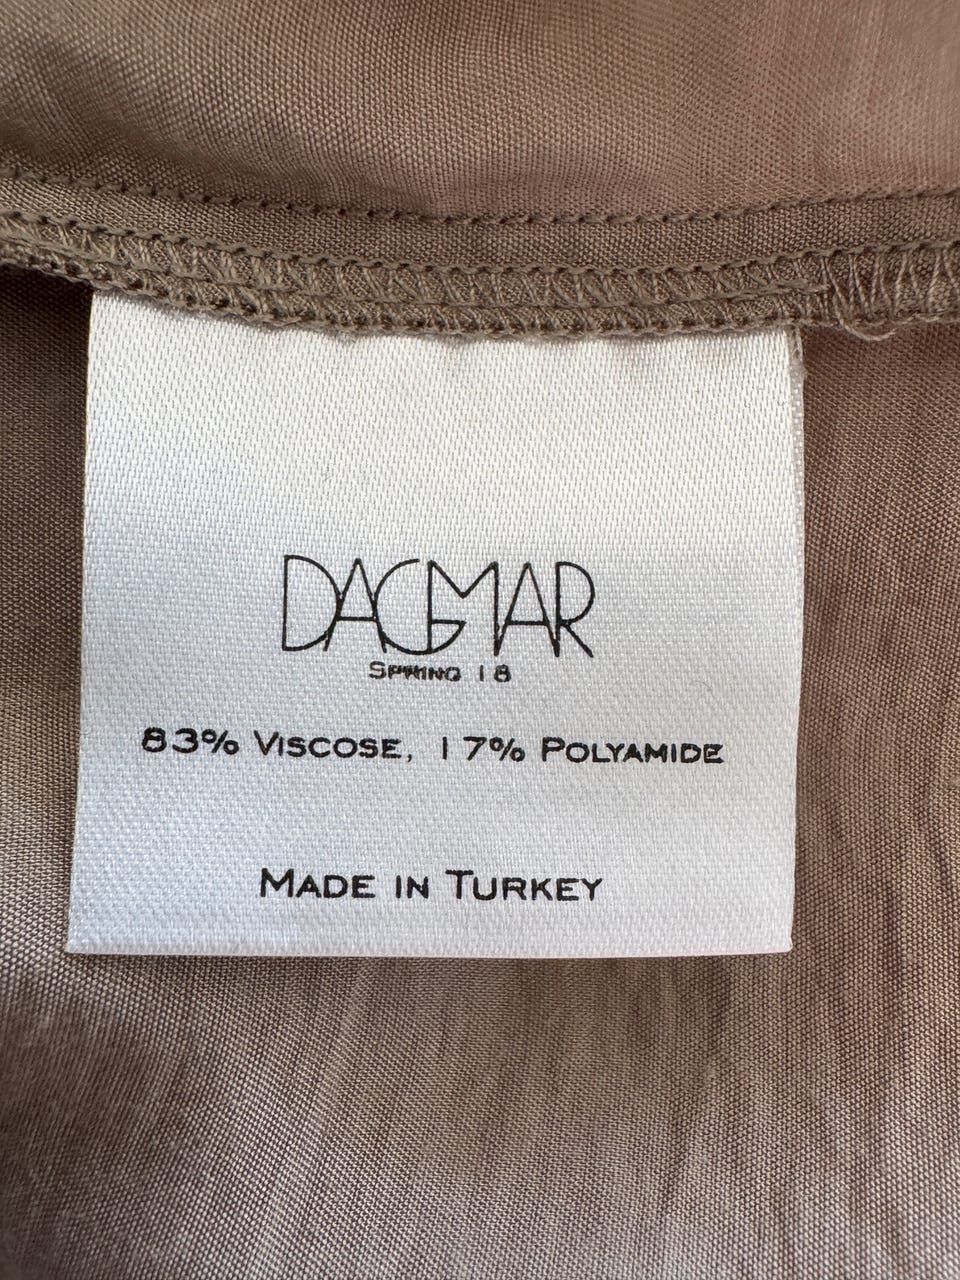 DAGMAR
SPRING 18
83% VISCOSE, 17% POLYAMIDE
MADE IN TURKEY